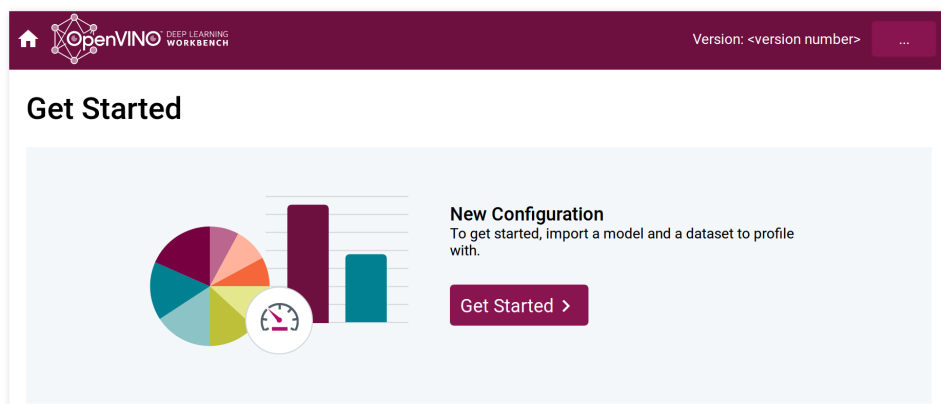 OpenVINO™ DEEP LEARNING
WORKBENCH
Version: <version number>
...
Get Started
New Configuration
To get started, import a model and a dataset to profile
with.
Get Started >